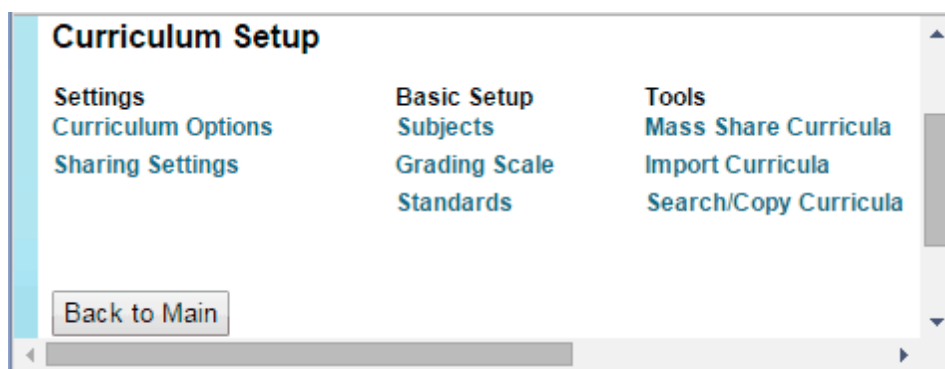 Curriculum Setup
Settings Basic Setup Tools
Curriculum Options Subjects Mass Share Curricula
Sharing Settings Grading Scale Import Curricula
Standards Search/Copy Curricula
Back to Main